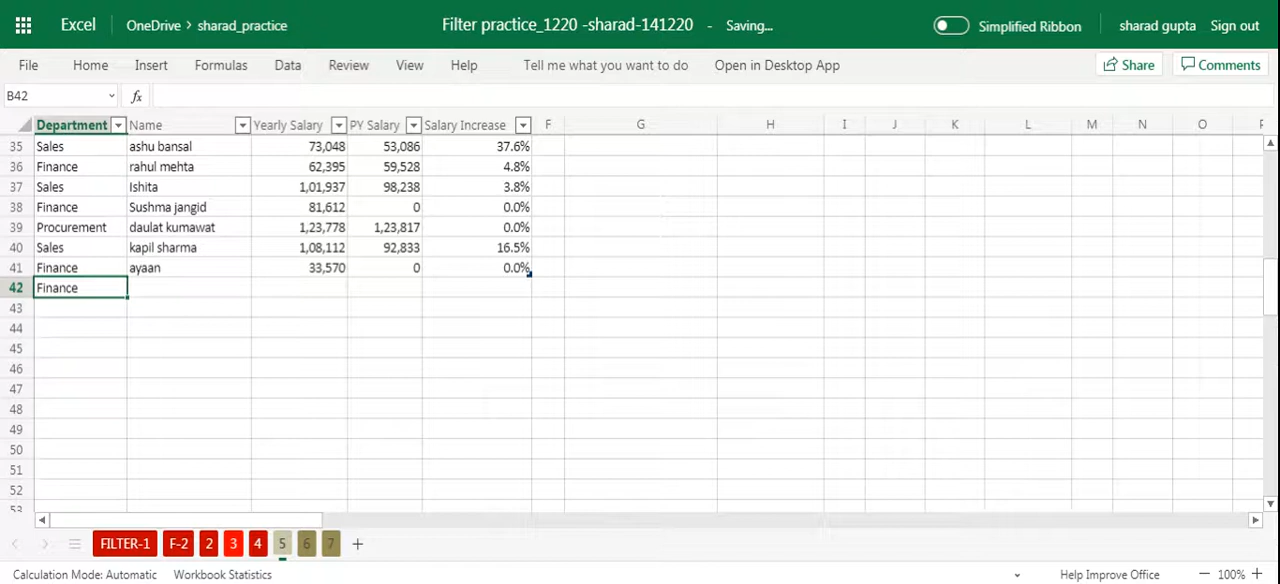 Excel OneDrive > sharad_practice Filter practice_1220 -sharad-141220 - Saving... Simplified Ribbon sharad gupta Sign out
File Home Insert Formulas Data Review View Help Tell me what you want to do Open in Desktop App Share Comments
B42 fx
Department Name Yearly Salary PY Salary Salary Increase F G H I J K L M N O P
35 Sales ashu bansal 73,048 53,086 37.6%
36 Finance rahul mehta 62,395 59,528 4.8%
37 Sales Ishita 1,01,937 98,238 3.8%
38 Finance Sushma jangid 81,612 0 0.0%
39 Procurement daulat kumawat 1,23,778 1,23,817 0.0%
40 Sales kapil sharma 1,08,112 92,833 16.5%
41 Finance ayaan 33,570 0 0.0%
42 Finance
43
44
45
46
47
48
49
50
51
52
53
FILTER-1 F-2 2 3 4 5 6 7 +
Calculation Mode: Automatic Workbook Statistics Help Improve Office − 100% +